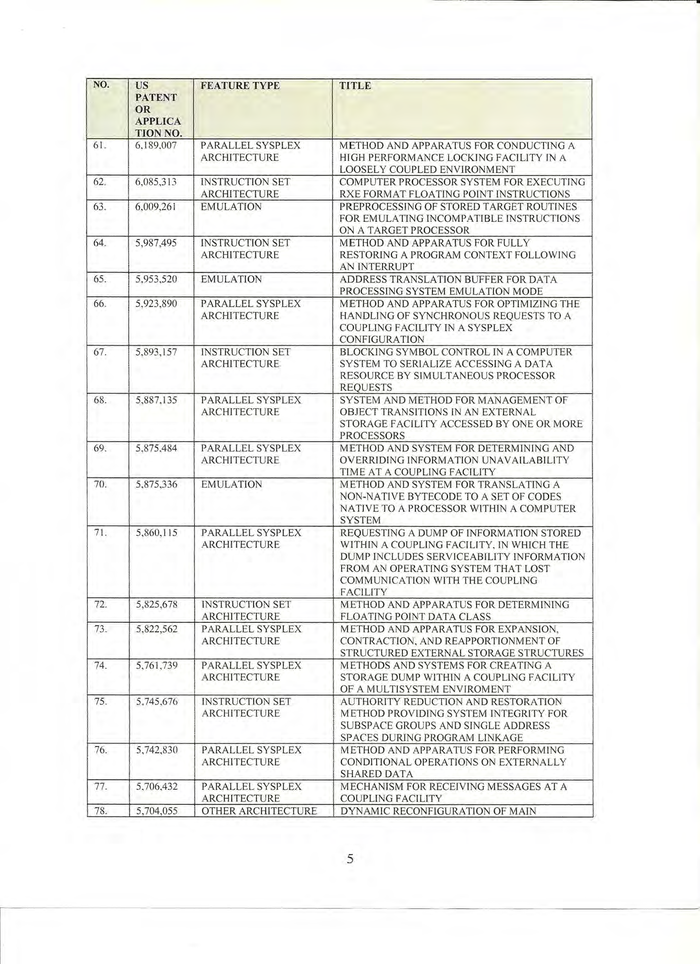 NO. US PATENT OR APPLICA TION NO. FEATURE TYPE TITLE
61. 6,189,007 PARALLEL SYSPLEX METHOD AND APPARATUS FOR CONDUCTING A
ARCHITECTURE HIGH PERFORMANCE LOCKING FACILITY IN A
LOOSELY COUPLED ENVIRONMENT
62. 6,085,313 INSTRUCTION SET COMPUTER PROCESSOR SYSTEM FOR EXECUTING
ARCHITECTURE RXE FORMAT FLOATING POINT INSTRUCTIONS
63. 6,009,261 EMULATION PREPROCESSING OF STORED TARGET ROUTINES
FOR EMULATING INCOMPATIBLE INSTRUCTIONS
ON A TARGET PROCESSOR
64. 5,987,495 INSTRUCTION SET METHOD AND APPARATUS FOR FULLY
ARCHITECTURE RESTORING A PROGRAM CONTEXT FOLLOWING
AN INTERRUPT
65. 5,953,520 EMULATION ADDRESS TRANSLATION BUFFER FOR DATA
PROCESSING SYSTEM EMULATION MODE
66. 5,923,890 PARALLEL SYSPLEX METHOD AND APPARATUS FOR OPTIMIZING THE
ARCHITECTURE HANDLING OF SYNCHRONOUS REQUESTS TO A
COUPLING FACILITY IN A SYSPLEX
CONFIGURATION
67. 5,893,157 INSTRUCTION SET BLOCKING SYMBOL CONTROL IN A COMPUTER
ARCHITECTURE SYSTEM TO SERIALIZE ACCESSING A DATA
RESOURCE BY SIMULTANEOUS PROCESSOR
REQUESTS
68. 5,887,135 PARALLEL SYSPLEX SYSTEM AND METHOD FOR MANAGEMENT OF
ARCHITECTURE OBJECT TRANSITIONS IN AN EXTERNAL
STORAGE FACILITY ACCESSED BY ONE OR MORE
PROCESSORS
69. 5,875,484 PARALLEL SYSPLEX METHOD AND SYSTEM FOR DETERMINING AND
ARCHITECTURE OVERRIDING INFORMATION UNAVAILABILITY
TIME AT A COUPLING FACILITY
70. 5,875,336 EMULATION METHOD AND SYSTEM FOR TRANSLATING A
NON-NATIVE BYTECODE TO A SET OF CODES
NATIVE TO A PROCESSOR WITHIN A COMPUTER
SYSTEM
71. 5,860,115 PARALLEL SYSPLEX REQUESTING A DUMP OF INFORMATION STORED
ARCHITECTURE WITHIN A COUPLING FACILITY, IN WHICH THE
DUMP INCLUDES SERVICEABILITY INFORMATION
FROM AN OPERATING SYSTEM THAT LOST
COMMUNICATION WITH THE COUPLING
FACILITY
72. 5,825,678 INSTRUCTION SET METHOD AND APPARATUS FOR DETERMINING
ARCHITECTURE FLOATING POINT DATA CLASS
73. 5,822,562 PARALLEL SYSPLEX METHOD AND APPARATUS FOR EXPANSION,
ARCHITECTURE CONTRACTION, AND REAPPORTIONMENT OF
STRUCTURED EXTERNAL STORAGE STRUCTURES
74. 5,761,739 PARALLEL SYSPLEX METHODS AND SYSTEMS FOR CREATING A
ARCHITECTURE STORAGE DUMP WITHIN A COUPLING FACILITY
OF A MULTISYSTEM ENVIROMENT
75. 5,745,676 INSTRUCTION SET AUTHORITY REDUCTION AND RESTORATION
ARCHITECTURE METHOD PROVIDING SYSTEM INTEGRITY FOR
SUBSPACE GROUPS AND SINGLE ADDRESS
SPACES DURING PROGRAM LINKAGE
76. 5,742,830 PARALLEL SYSPLEX METHOD AND APPARATUS FOR PERFORMING
ARCHITECTURE CONDITIONAL OPERATIONS ON EXTERNALLY
SHARED DATA
77. 5,706,432 PARALLEL SYSPLEX MECHANISM FOR RECEIVING MESSAGES AT A
ARCHITECTURE COUPLING FACILITY
78. 5,704,055 OTHER ARCHITECTURE DYNAMIC RECONFIGURATION OF MAIN
5